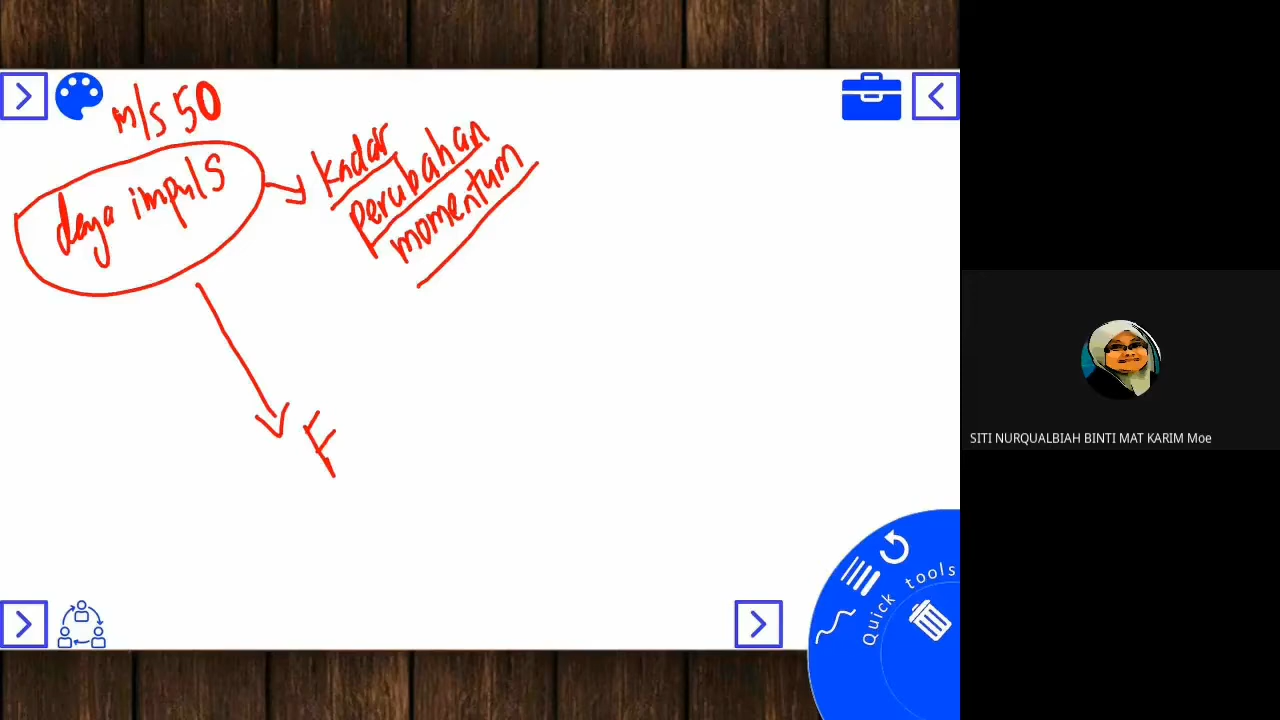 m/s 50
daya impuls
kadar
perubahan
momentum
F
Quick tools
SITI NURQUALBIAH BINTI MAT KARIM Moe